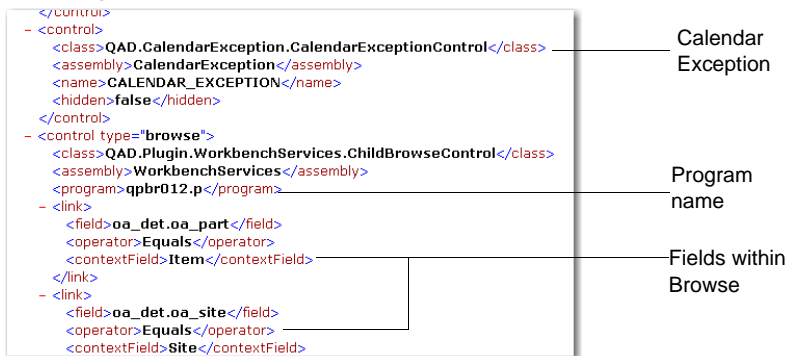 </control>
- <control>
<class>QAD.CalendarException.CalendarExceptionControl</class>
<assembly>CalendarException</assembly>
<name>CALENDAR_EXCEPTION</name>
<hidden>false</hidden>
</control>
- <control type="browse">
<class>QAD.Plugin.WorkbenchServices.ChildBrowseControl</class>
<assembly>WorkbenchServices</assembly>
<program>qpbr012.p</program>
- <link>
<field>oa_det.oa_part</field>
<operator>Equals</operator>
<contextField>Item</contextField>
</link>
- <link>
<field>oa_det.oa_site</field>
<operator>Equals</operator>
<contextField>Site</contextField>
Calendar
Exception
Program
name
Fields within
Browse